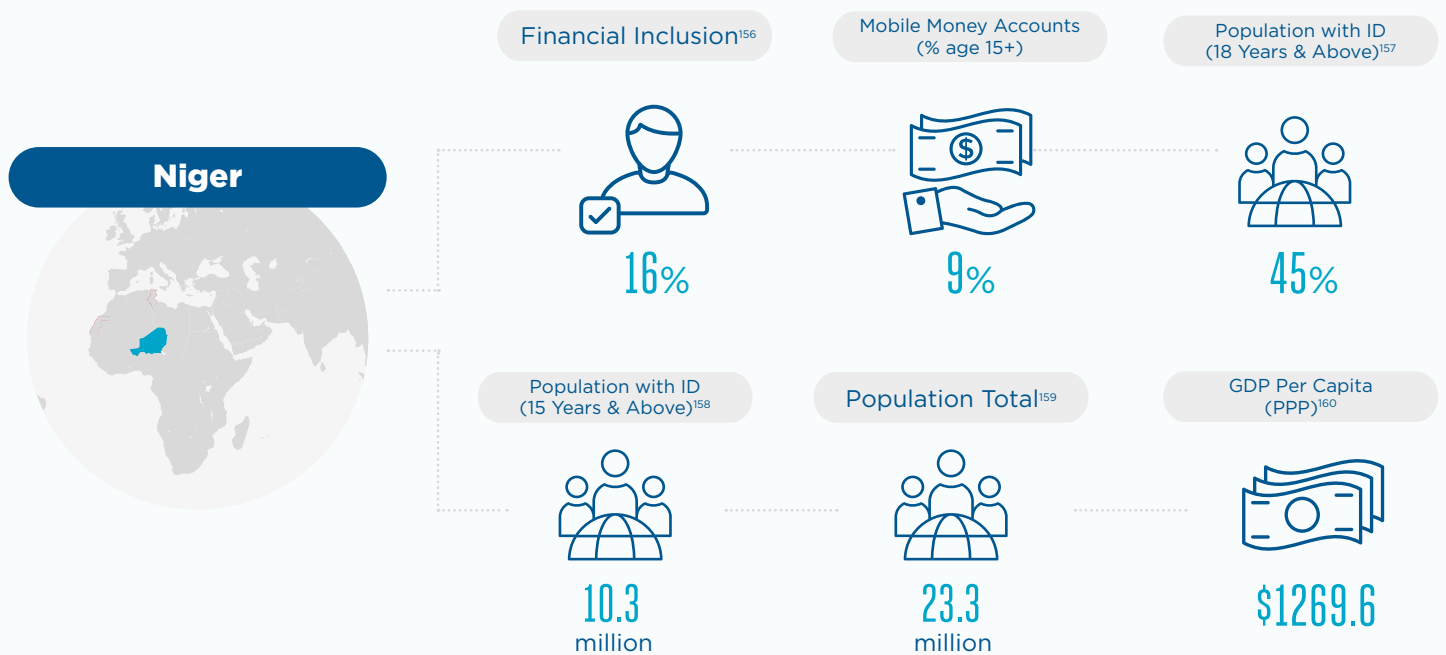 Niger
Financial Inclusion156
16%
Mobile Money Accounts
(% age 15+)
$
9%
Population with ID
(18 Years & Above)157
45%
Population with ID
(15 Years & Above)158
10.3
million
Population Total159
23.3
million
GDP Per Capita
(PPP)160
$1269.6